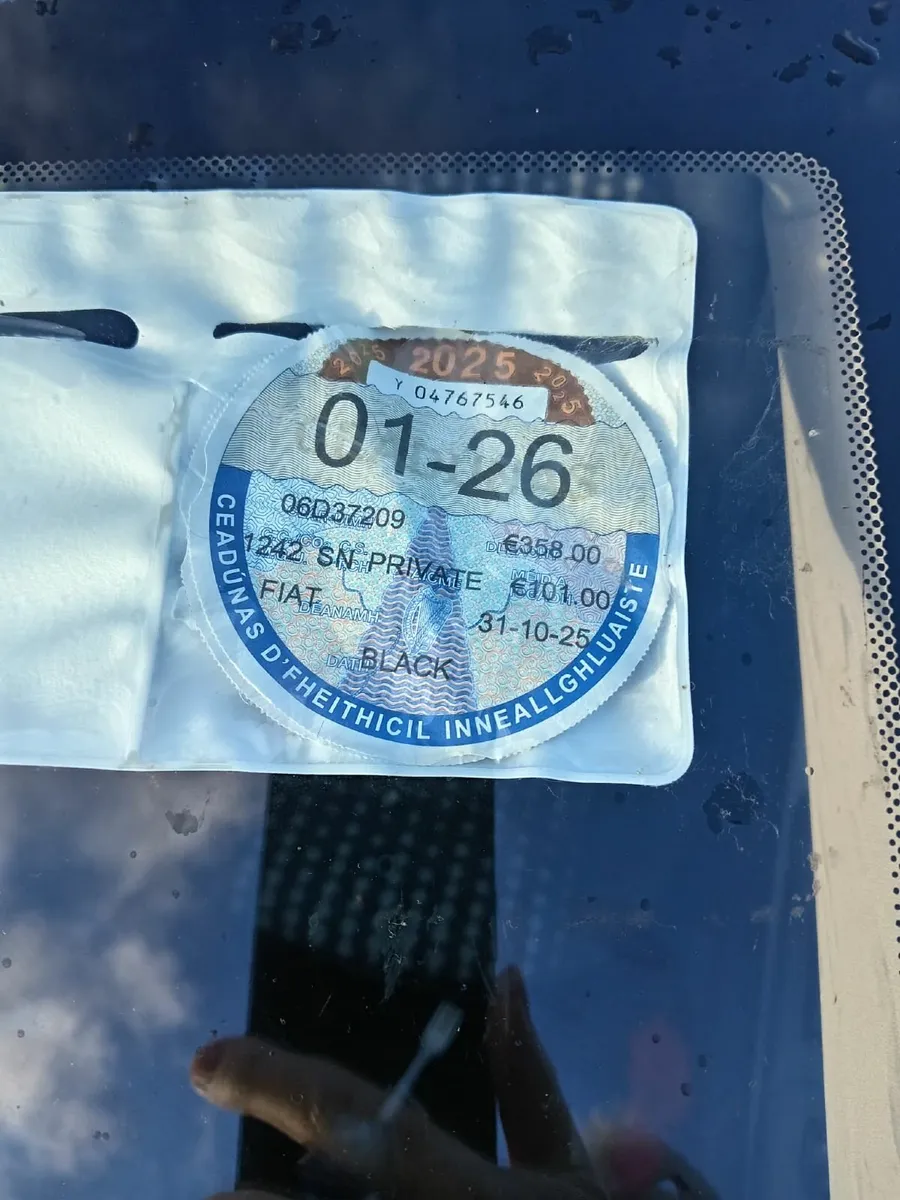 2025 2025 2025
Y 04767546
01-26
06D37209
€358.00
1242 SN PRIVATE
€101.00
FIAT
DÉANAMH
31-10-25
BLACK
CEADÚNAS D'FHEITHICIL INNEALLGHLUAISTE